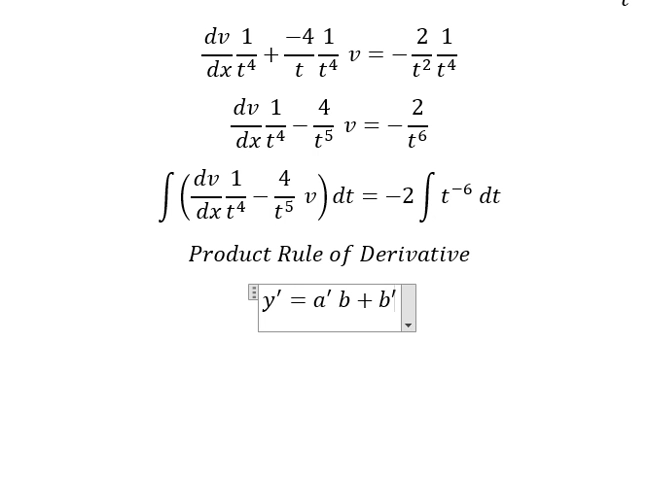 dv/dx 1/t⁴ + −4/t 1/t⁴ v = − 2/t² 1/t⁴
dv/dx 1/t⁴ − 4/t⁵ v = − 2/t⁶
∫(dv/dx 1/t⁴ − 4/t⁵ v) dt = −2 ∫ t⁻⁶ dt
Product Rule of Derivative
y′ = a′ b + b′